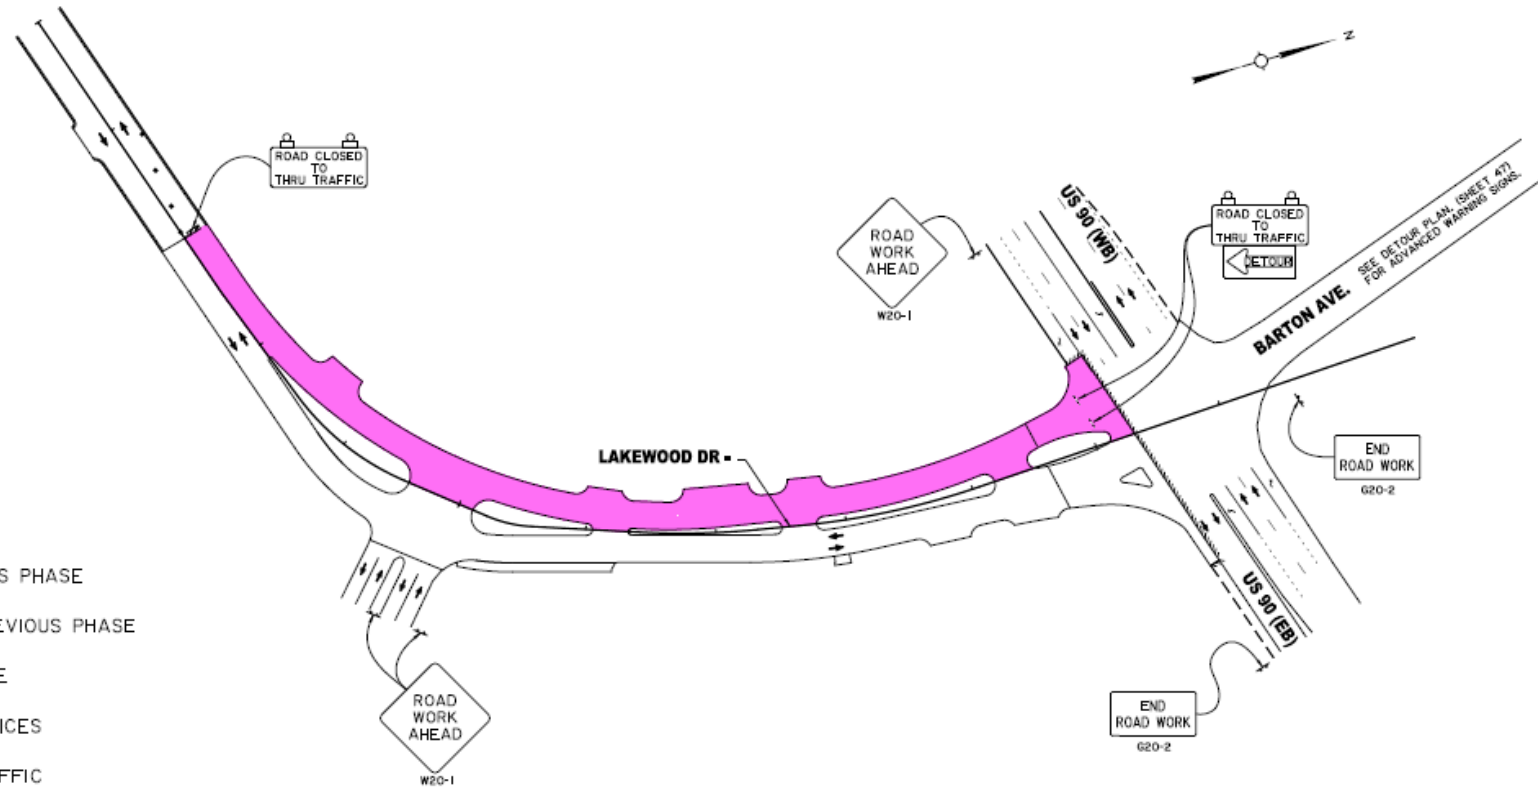 N
ROAD CLOSED
TO
THRU TRAFFIC
ROAD
WORK
AHEAD
W20-1
US 90 (WB)
ROAD CLOSED
TO
THRU TRAFFIC
DETOUR
SEE DETOUR PLAN, (SHEET 47)
FOR ADVANCED WARNING SIGNS.
BARTON AVE.
LAKEWOOD DR
END
ROAD WORK
G20-2
US 90 (EB)
END
ROAD WORK
G20-2
ROAD
WORK
AHEAD
W20-1
S PHASE
EVIOUS PHASE
E
ICES
FFIC